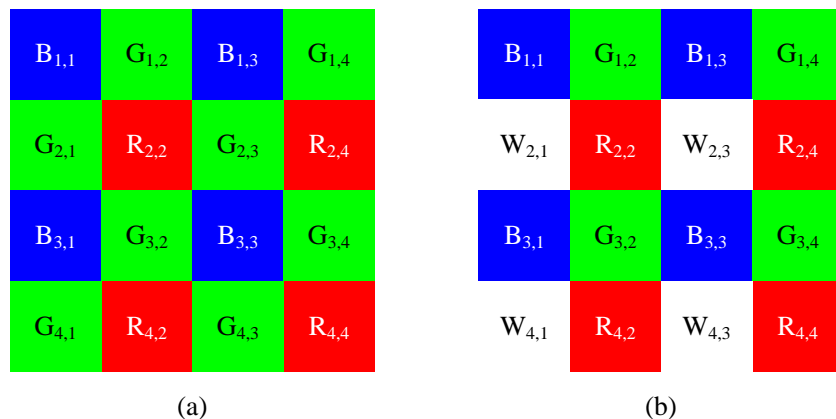 B1,1 G1,2 B1,3 G1,4 B1,1 G1,2 B1,3 G1,4
G2,1 R2,2 G2,3 R2,4 W2,1 R2,2 W2,3 R2,4
B3,1 G3,2 B3,3 G3,4 B3,1 G3,2 B3,3 G3,4
G4,1 R4,2 G4,3 R4,4 W4,1 R4,2 W4,3 R4,4
(a) (b)